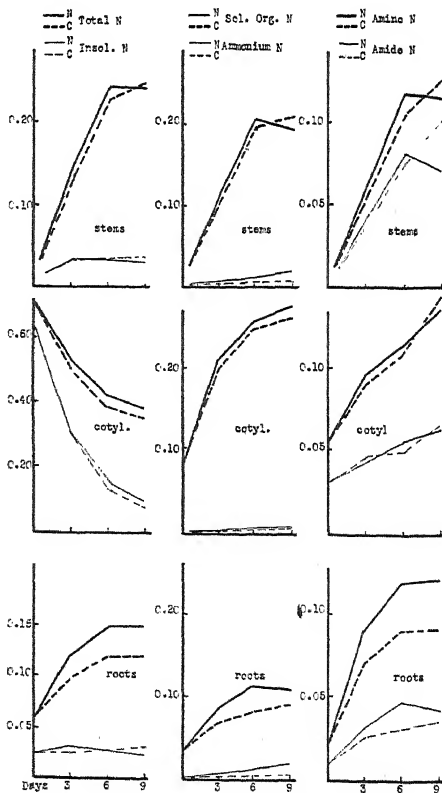 N Total N
C
N Insol. N
C
N Sol. Org. N
C
N Ammonium N
C
N Amino N
C
N Amide N
C
0.20
0.10
stems
0.20
0.10
stems
0.10
0.05
stems
0.60
0.40
0.20
cotyl.
0.20
0.10
cotyl.
0.10
0.05
cotyl
0.15
0.10
0.05
roots
Days 3 6 9
0.20
0.10
roots
3 6 9
0.10
0.05
roots
3 6 9